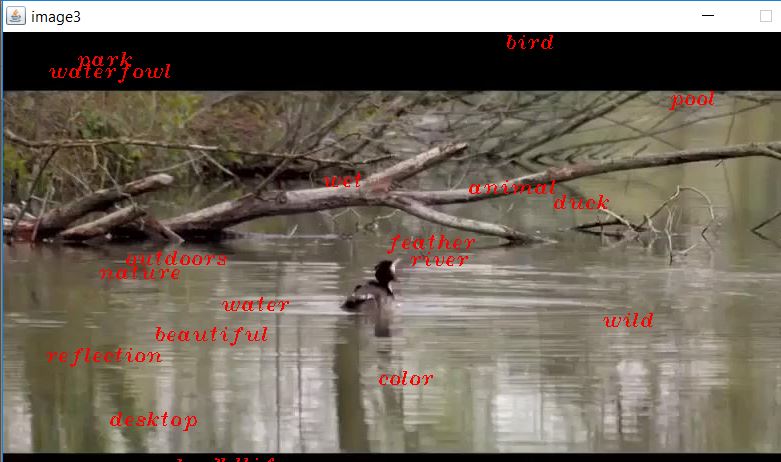 image3
bird
park
waterfowl
pool
wet
animal
duck
feather
outdoors
river
nature
water
wild
beautiful
reflection
color
desktop